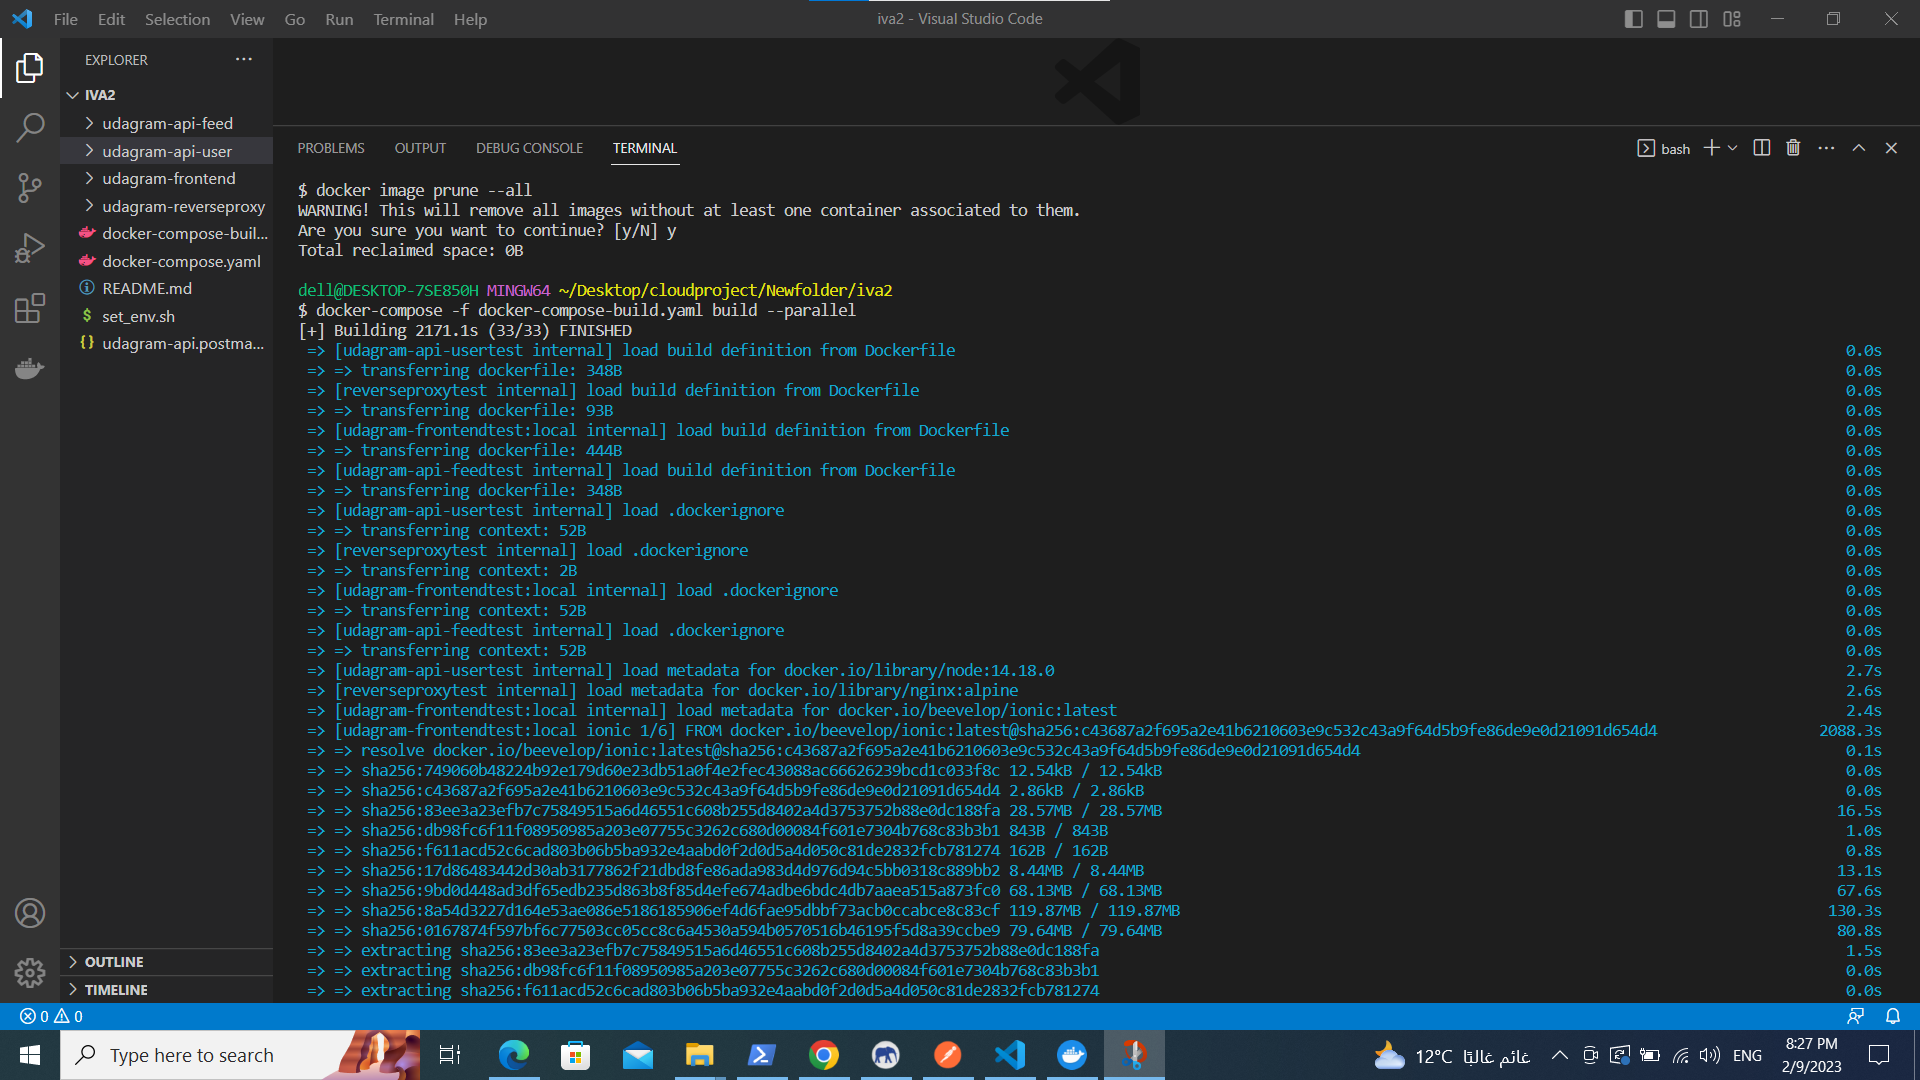 File Edit Selection View Go Run Terminal Help
iva2 - Visual Studio Code
EXPLORER
IVA2
udagram-api-feed
udagram-api-user
udagram-frontend
udagram-reverseproxy
docker-compose-buil...
docker-compose.yaml
README.md
$ set_env.sh
{} udagram-api.postma...
OUTLINE
TIMELINE
PROBLEMS OUTPUT DEBUG CONSOLE TERMINAL
bash
$ docker image prune --all
WARNING! This will remove all images without at least one container associated to them.
Are you sure you want to continue? [y/N] y
Total reclaimed space: 0B
dell@DESKTOP-7SE850H MINGW64 ~/Desktop/cloudproject/Newfolder/iva2
$ docker-compose -f docker-compose-build.yaml build --parallel
[+] Building 2171.1s (33/33) FINISHED
=> [udagram-api-usertest internal] load build definition from Dockerfile 0.0s
=> => transferring dockerfile: 348B 0.0s
=> [reverseproxytest internal] load build definition from Dockerfile 0.0s
=> => transferring dockerfile: 93B 0.0s
=> [udagram-frontendtest:local internal] load build definition from Dockerfile 0.0s
=> => transferring dockerfile: 444B 0.0s
=> [udagram-api-feedtest internal] load build definition from Dockerfile 0.0s
=> => transferring dockerfile: 348B 0.0s
=> [udagram-api-usertest internal] load .dockerignore 0.0s
=> => transferring context: 52B 0.0s
=> [reverseproxytest internal] load .dockerignore 0.0s
=> => transferring context: 2B 0.0s
=> [udagram-frontendtest:local internal] load .dockerignore 0.0s
=> => transferring context: 52B 0.0s
=> [udagram-api-feedtest internal] load .dockerignore 0.0s
=> => transferring context: 52B 0.0s
=> [udagram-api-usertest internal] load metadata for docker.io/library/node:14.18.0 2.7s
=> [reverseproxytest internal] load metadata for docker.io/library/nginx:alpine 2.6s
=> [udagram-frontendtest:local internal] load metadata for docker.io/beevelop/ionic:latest 2.4s
=> [udagram-frontendtest:local ionic 1/6] FROM docker.io/beevelop/ionic:latest@sha256:c43687a2f695a2e41b6210603e9c532c43a9f64d5b9fe86de9e0d21091d654d4 2088.3s
=> => resolve docker.io/beevelop/ionic:latest@sha256:c43687a2f695a2e41b6210603e9c532c43a9f64d5b9fe86de9e0d21091d654d4 0.1s
=> => sha256:749060b48224b92e179d60e23db51a0f4e2fec43088ac66626239bcd1c033f8c 12.54kB / 12.54kB 0.0s
=> => sha256:c43687a2f695a2e41b6210603e9c532c43a9f64d5b9fe86de9e0d21091d654d4 2.86kB / 2.86kB 0.0s
=> => sha256:83ee3a23efb7c75849515a6d46551c608b255d8402a4d3753752b88e0dc188fa 28.57MB / 28.57MB 16.5s
=> => sha256:db98fc6f11f08950985a203e07755c3262c680d00084f601e7304b768c83b3b1 843B / 843B 1.0s
=> => sha256:f611acd52c6cad803b06b5ba932e4aabd0f2d0d5a4d050c81de2832fcb781274 162B / 162B 0.8s
=> => sha256:17d86483442d30ab3177862f21dbd8fe86ada983d4d976d94c5bb0318c889bb2 8.44MB / 8.44MB 13.1s
=> => sha256:9bd0d448ad3df65edb235d863b8f85d4efe674adbe6bdc4db7aaea515a873fc0 68.13MB / 68.13MB 67.6s
=> => sha256:8a54d3227d164e53ae086e5186185906ef4d6fae95dbbf73acb0ccabce8c83cf 119.87MB / 119.87MB 130.3s
=> => sha256:0167874f597bf6c77503cc05cc8c6a4530a594b0570516b46195f5d8a39ccbe9 79.64MB / 79.64MB 80.8s
=> => extracting sha256:83ee3a23efb7c75849515a6d46551c608b255d8402a4d3753752b88e0dc188fa 1.5s
=> => extracting sha256:db98fc6f11f08950985a203e07755c3262c680d00084f601e7304b768c83b3b1 0.0s
=> => extracting sha256:f611acd52c6cad803b06b5ba932e4aabd0f2d0d5a4d050c81de2832fcb781274 0.0s
0 0
Type here to search
12°C غائم غالبًا
ENG
8:27 PM
2/9/2023